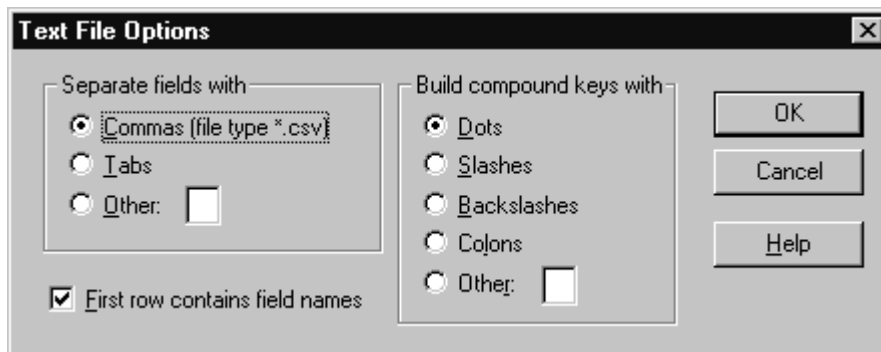 Text File Options
Separate fields with
Commas (file type *.csv)
Tabs
Other:
First row contains field names
Build compound keys with
Dots
Slashes
Backslashes
Colons
Other:
OK
Cancel
Help